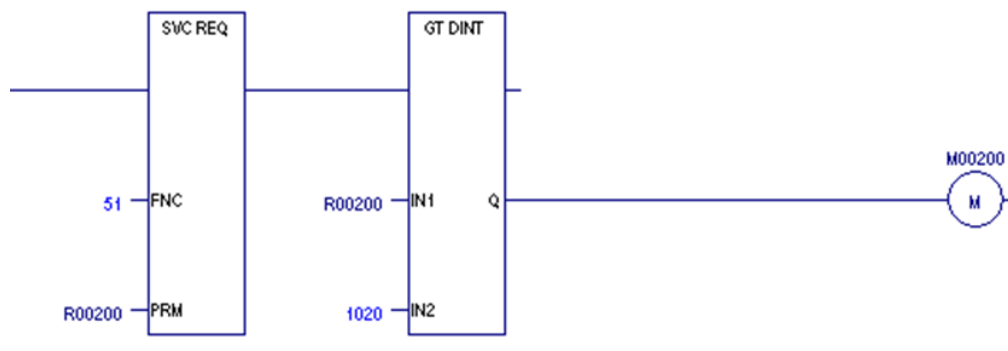 SVC REQ
GT DINT
M00200
M
51
FNC
R00200
IN1
Q
R00200
PRM
1020
IN2